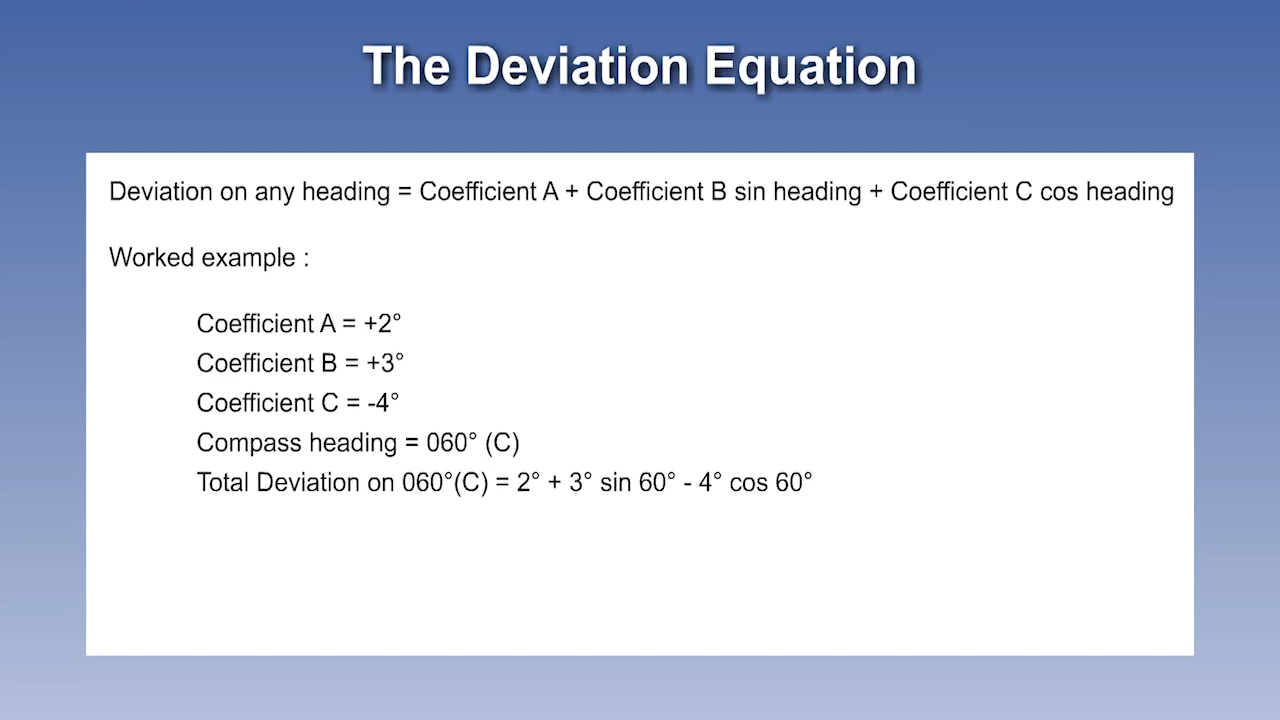 The Deviation Equation
Deviation on any heading = Coefficient A + Coefficient B sin heading + Coefficient C cos heading
Worked example :
Coefficient A = +2°
Coefficient B = +3°
Coefficient C = -4°
Compass heading = 060° (C)
Total Deviation on 060°(C) = 2° + 3° sin 60° - 4° cos 60°